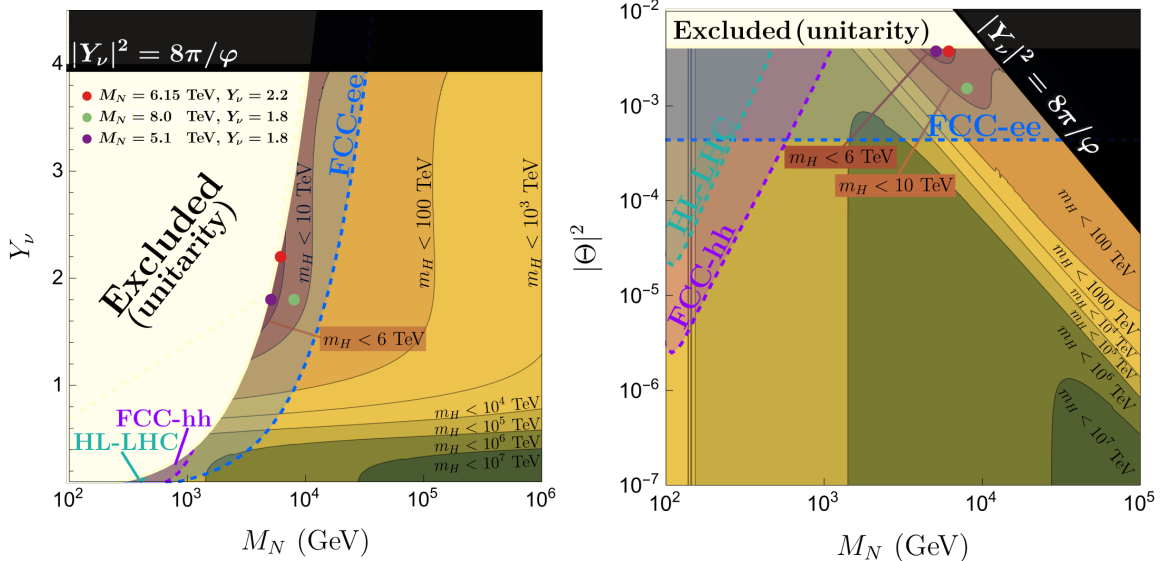 |Y_ν|² = 8π/φ
M_N = 6.15 TeV, Y_ν = 2.2
M_N = 8.0 TeV, Y_ν = 1.8
M_N = 5.1 TeV, Y_ν = 1.8
Excluded
(unitarity)
FCC-ee
m_H < 10 TeV
m_H < 100 TeV
m_H < 10³ TeV
m_H < 6 TeV
m_H < 10⁴ TeV
m_H < 10⁵ TeV
m_H < 10⁶ TeV
m_H < 10⁷ TeV
FCC-hh
HL-LHC
4
3
2
1
Y_ν
10² 10³ 10⁴ 10⁵ 10⁶
M_N (GeV)
Excluded (unitarity)
|Y_ν|² = 8π/φ
FCC-ee
HL-LHC
FCC-hh
m_H < 6 TeV
m_H < 10 TeV
m_H < 100 TeV
m_H < 1000 TeV
m_H < 10⁴ TeV
m_H < 10⁵ TeV
m_H < 10⁶ TeV
m_H < 10⁷ TeV
10⁻²
10⁻³
10⁻⁴
10⁻⁵
10⁻⁶
10⁻⁷
|Θ|²
10² 10³ 10⁴ 10⁵
M_N (GeV)